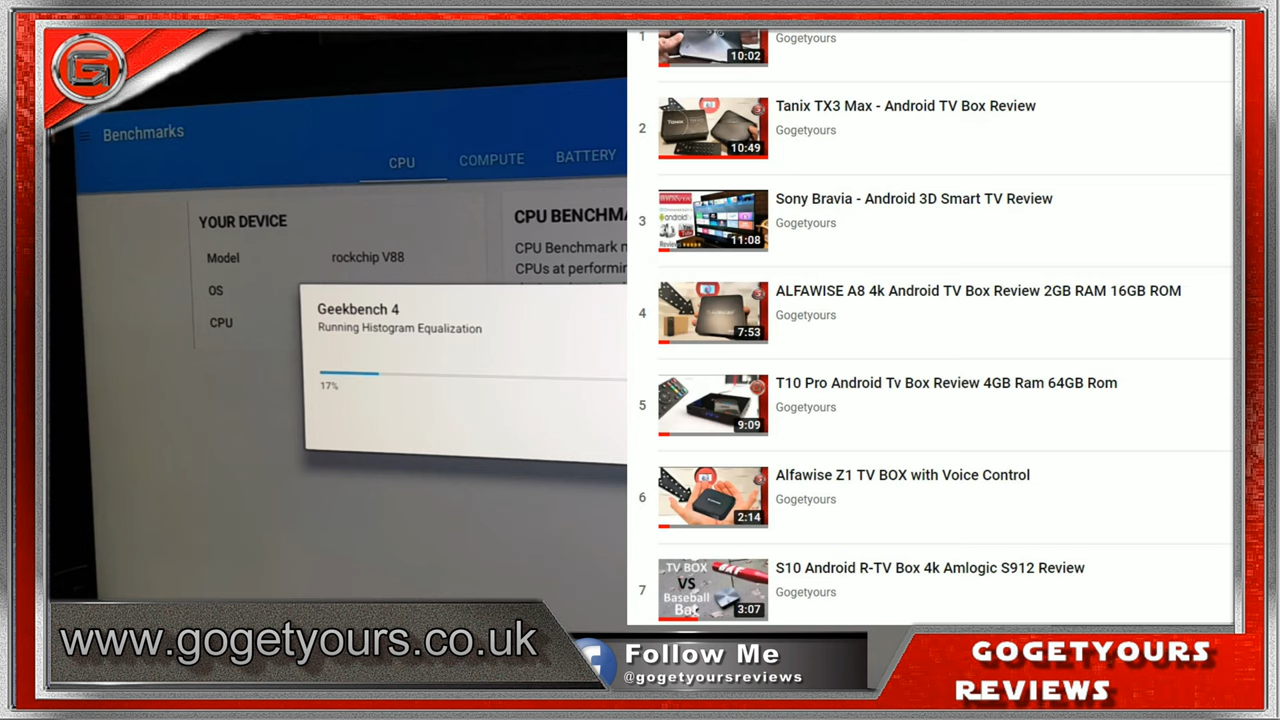 Benchmarks
CPU
COMPUTE
BATTERY
YOUR DEVICE
Model
rockchip V88
OS
CPU
CPU BENCHMA
CPU Benchmark
CPUs at performin
Geekbench 4
Running Histogram Equalization
17%
1
10:02
Gogetyours
2
10:49
Tanix TX3 Max - Android TV Box Review
Gogetyours
3
11:08
Sony Bravia - Android 3D Smart TV Review
Gogetyours
4
7:53
ALFAWISE A8 4k Android TV Box Review 2GB RAM 16GB ROM
Gogetyours
5
9:09
T10 Pro Android Tv Box Review 4GB Ram 64GB Rom
Gogetyours
6
2:14
Alfawise Z1 TV BOX with Voice Control
Gogetyours
7
TV BOX
VS
Baseball
Bat
3:07
S10 Android R-TV Box 4k Amlogic S912 Review
Gogetyours
www.gogetyours.co.uk
Follow Me
@gogetyoursreviews
GOGETYOURS
REVIEWS